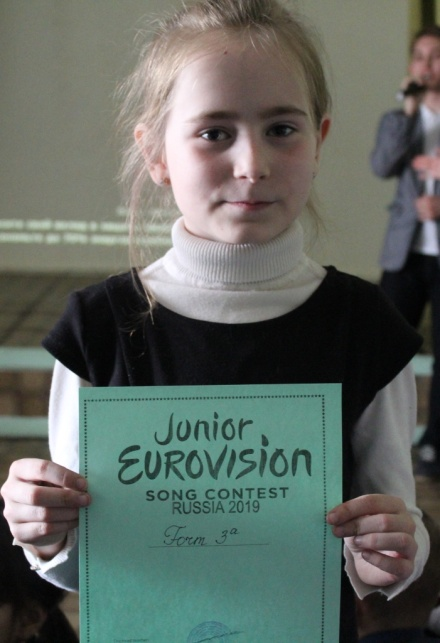 Junior
EUROVISION
SONG CONTEST
RUSSIA 2019
Form 3a